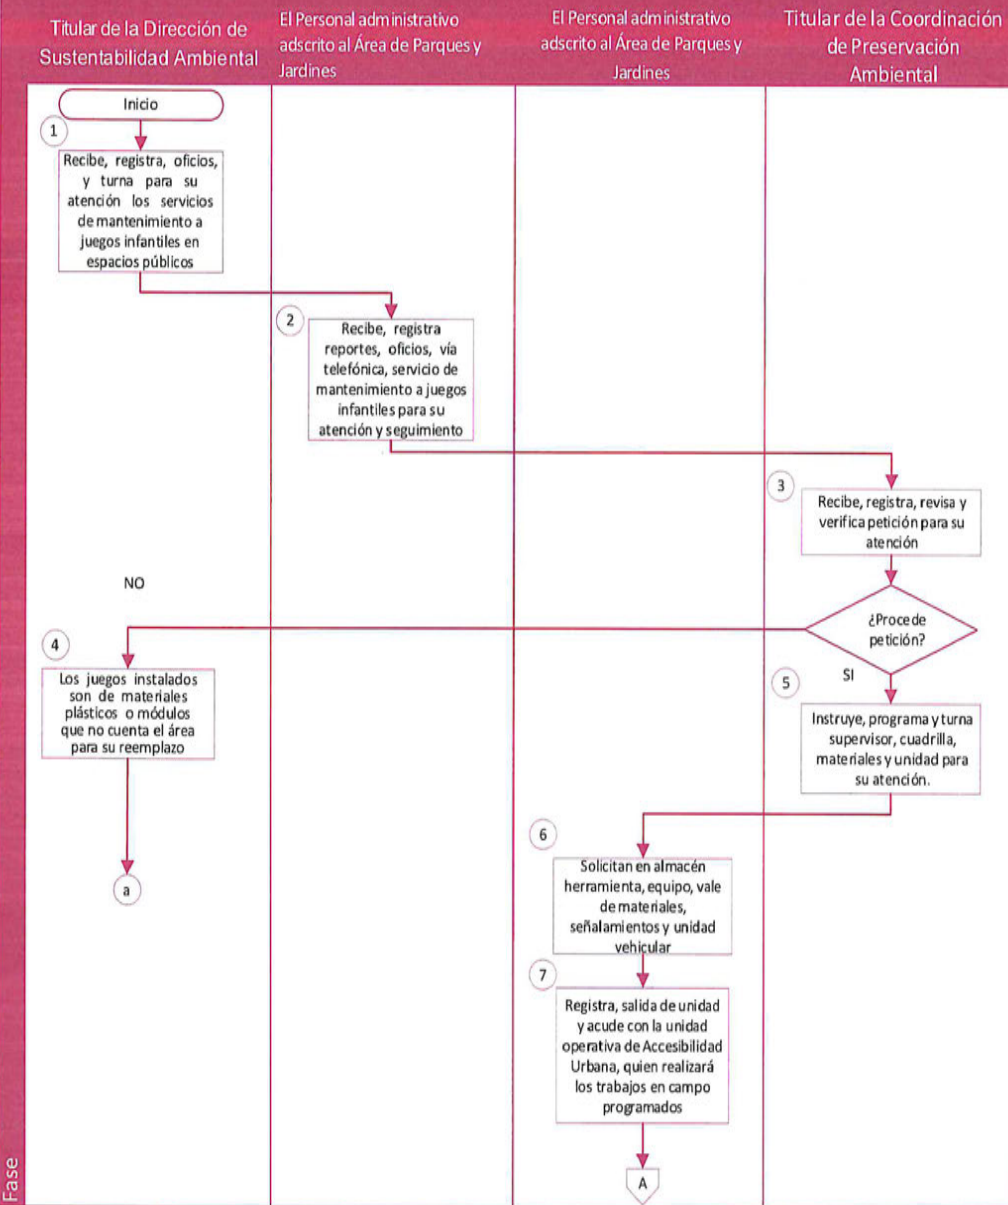 Titular de la Dirección de
Sustentabilidad Ambiental
El Personal administrativo
adscrito al Área de Parques y
Jardines
El Personal administrativo
adscrito al Área de Parques y
Jardines
Titular de la Coordinación
de Preservación
Ambiental
Inicio
1
Recibe, registra, oficios,
y turna para su
atención los servicios
de mantenimiento a
juegos infantiles en
espacios públicos
2
Recibe, registra
reportes, oficios, vía
telefónica, servicio de
mantenimiento a juegos
infantiles para su
atención y seguimiento
3
Recibe, registra, revisa y
verifica petición para su
atención
¿Procede
petición?
NO
4
Los juegos instalados
son de materiales
plásticos o módulos
que no cuenta el área
para su reemplazo
a
SI
5
Instruye, programa y turna
supervisor, cuadrilla,
materiales y unidad para
su atención.
6
Solicitan en almacén
herramienta, equipo, vale
de materiales,
señalamientos y unidad
vehicular
7
Registra, salida de unidad
y acude con la unidad
operativa de Accesibilidad
Urbana, quien realizará
los trabajos en campo
programados
A
Fase